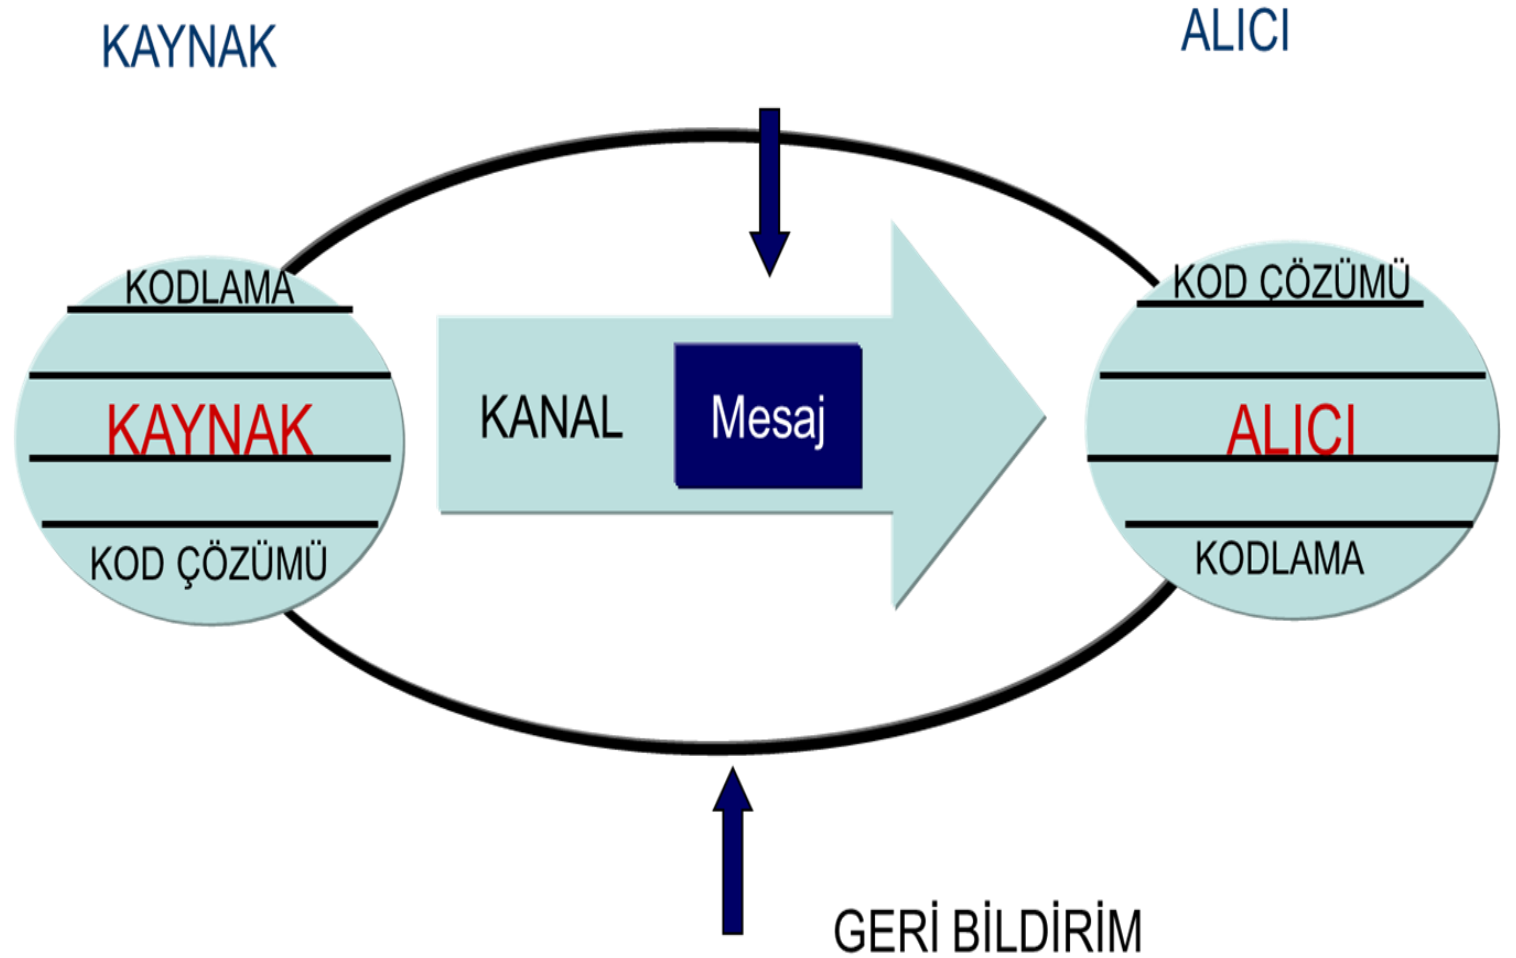 KAYNAK
ALICI
KODLAMA
KAYNAK
KOD ÇÖZÜMÜ
KANAL
Mesaj
KOD ÇÖZÜMÜ
ALICI
KODLAMA
GERİ BİLDİRİM